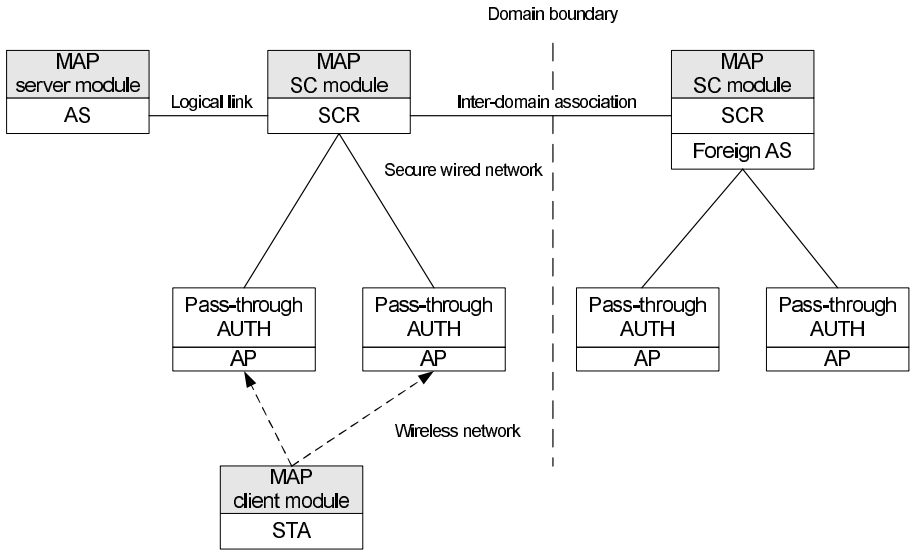 Domain boundary
MAP
server module
AS
Logical link
MAP
SC module
SCR
Inter-domain association
MAP
SC module
SCR
Foreign AS
Secure wired network
Pass-through
AUTH
AP
Pass-through
AUTH
AP
Pass-through
AUTH
AP
Pass-through
AUTH
AP
Wireless network
MAP
client module
STA